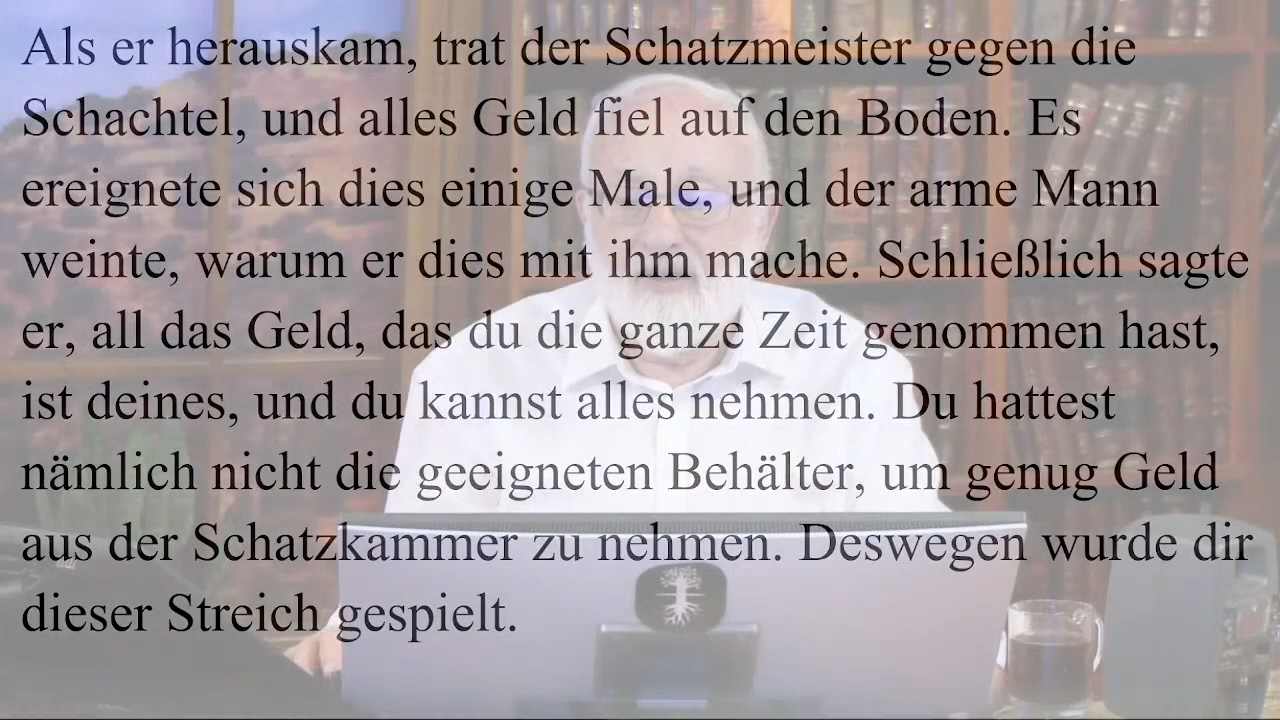 Als er herauskam, trat der Schatzmeister gegen die
Schachtel, und alles Geld fiel auf den Boden. Es
ereignete sich dies einige Male, und der arme Mann
weinte, warum er dies mit ihm mache. Schließlich sagte
er, all das Geld, das du die ganze Zeit genommen hast,
ist deines, und du kannst alles nehmen. Du hattest
nämlich nicht die geeigneten Behälter, um genug Geld
aus der Schatzkammer zu nehmen. Deswegen wurde dir
dieser Streich gespielt.